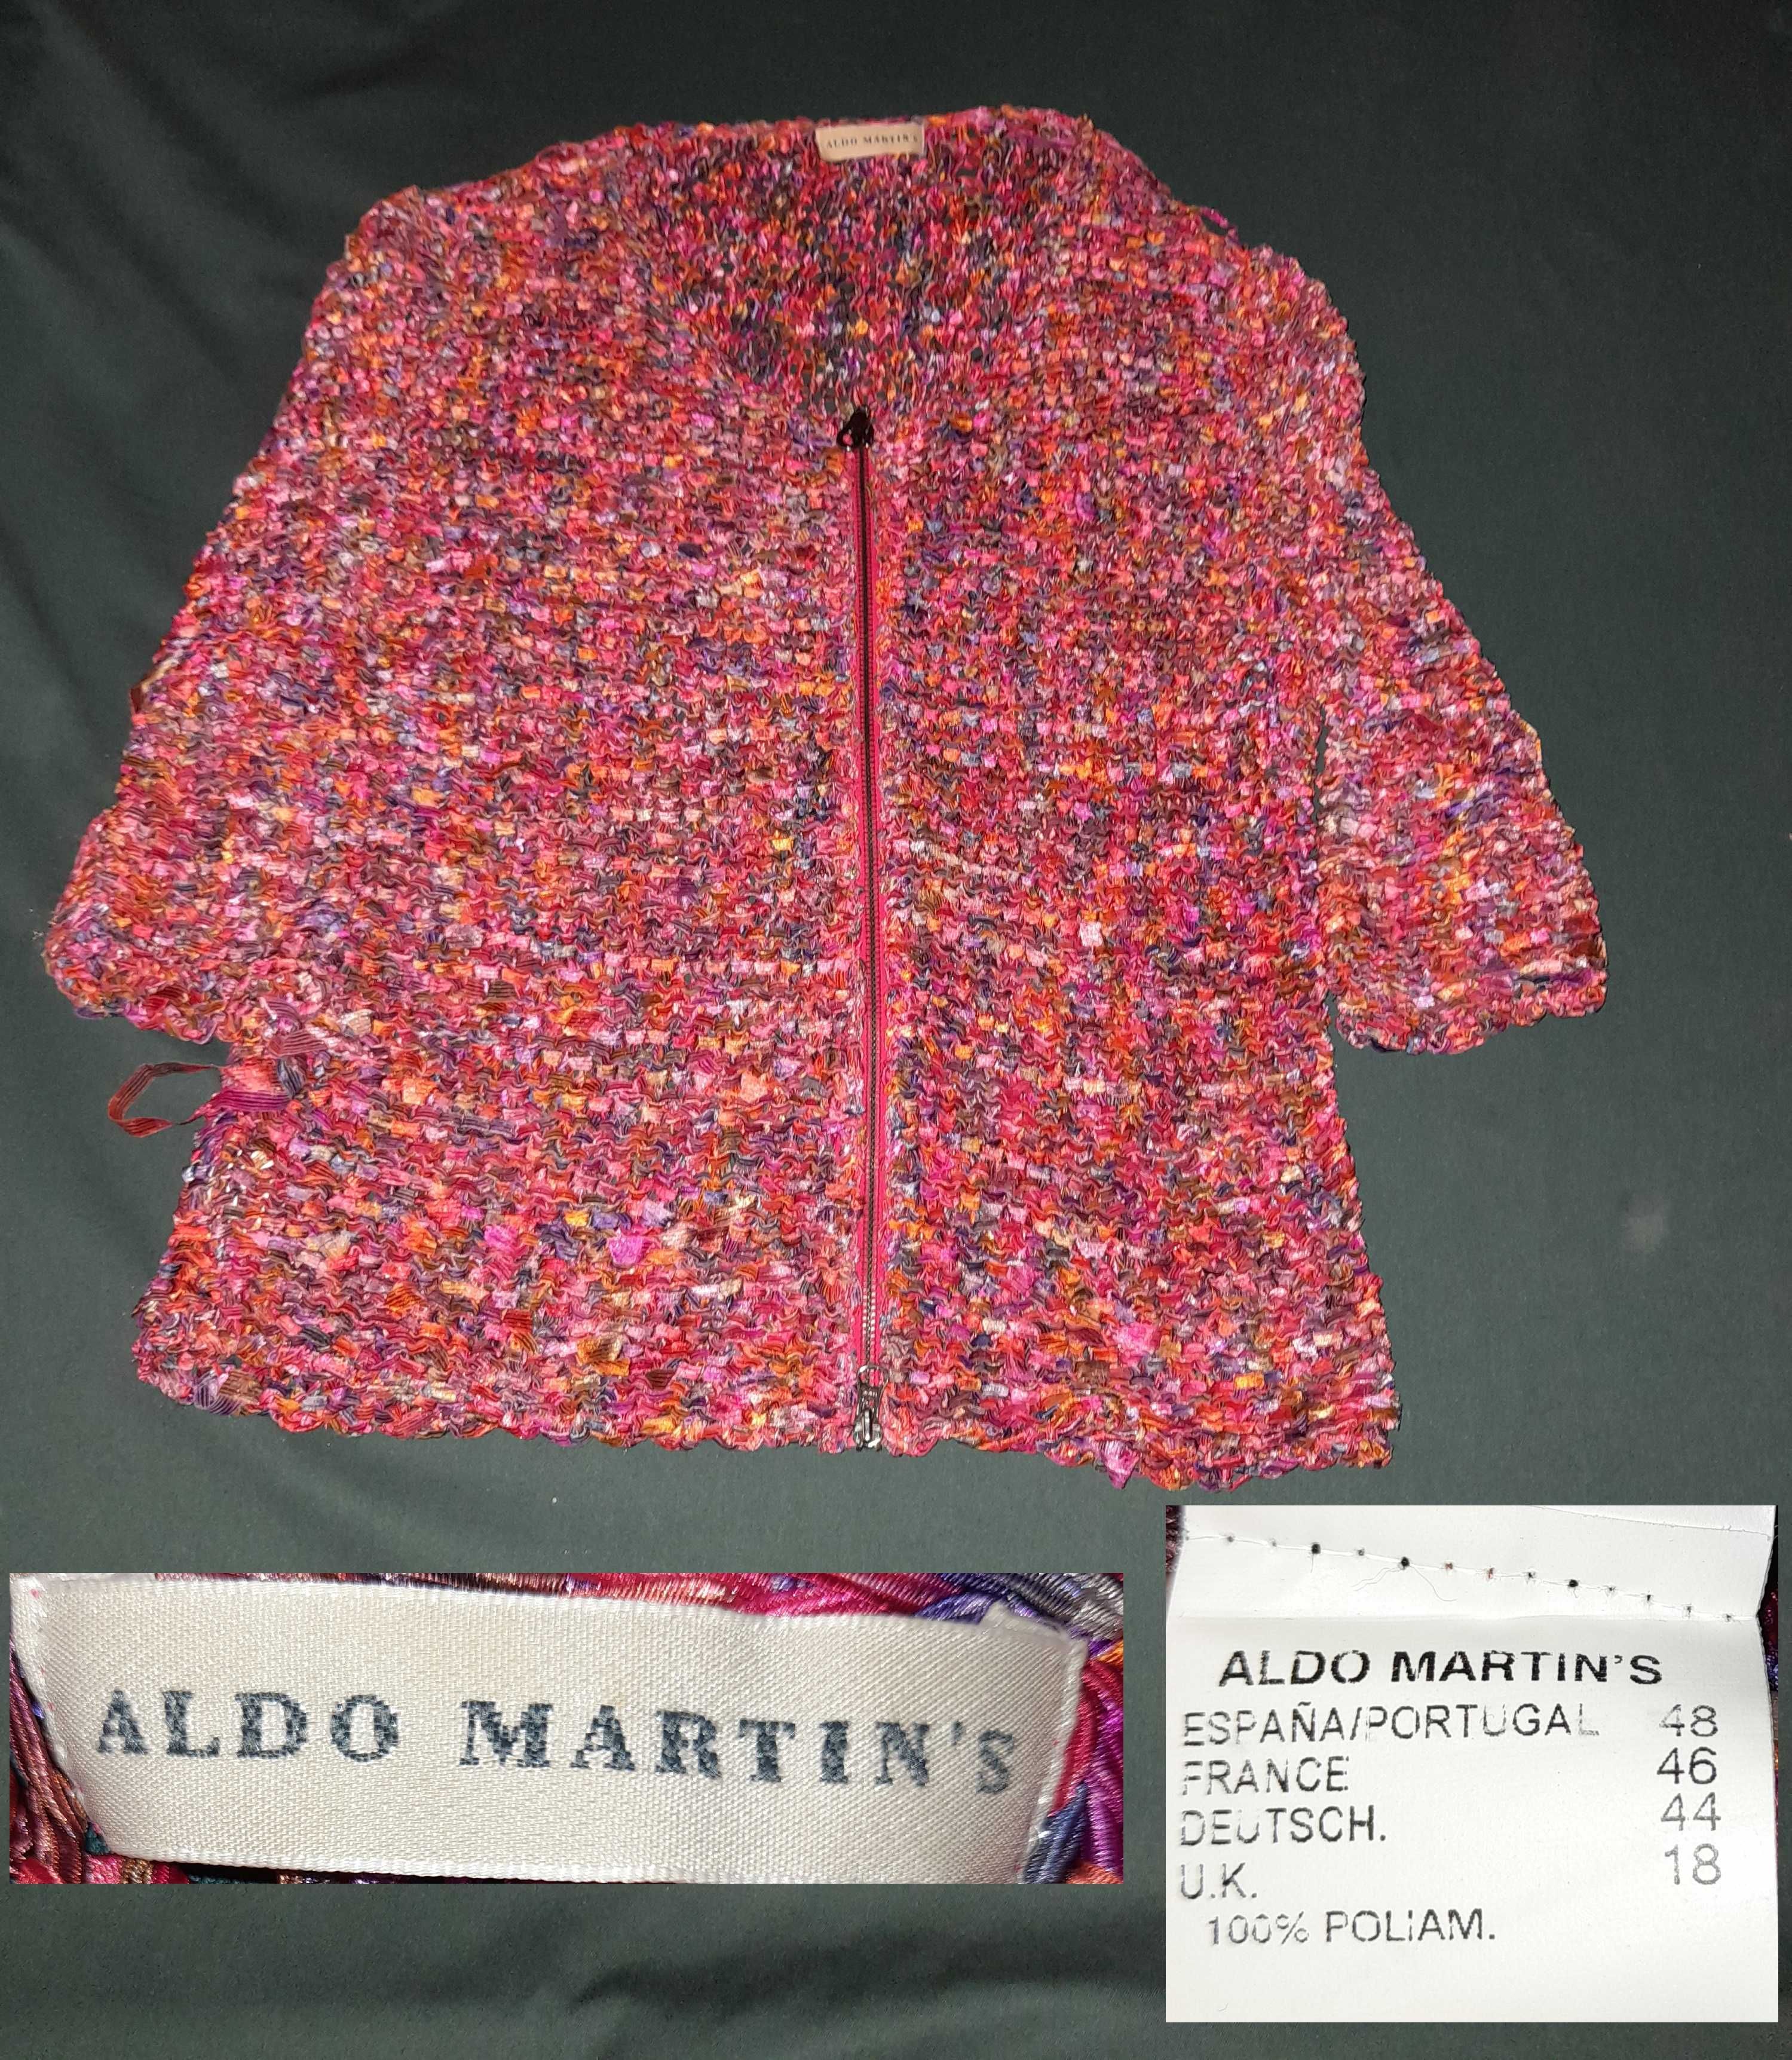 ALDO MARTIN'S
ALDO MARTIN'S
ALDO MARTIN'S
ESPAÑA/PORTUGAL 48
FRANCE 46
DEUTSCH. 44
U.K. 18
100% POLIAM.